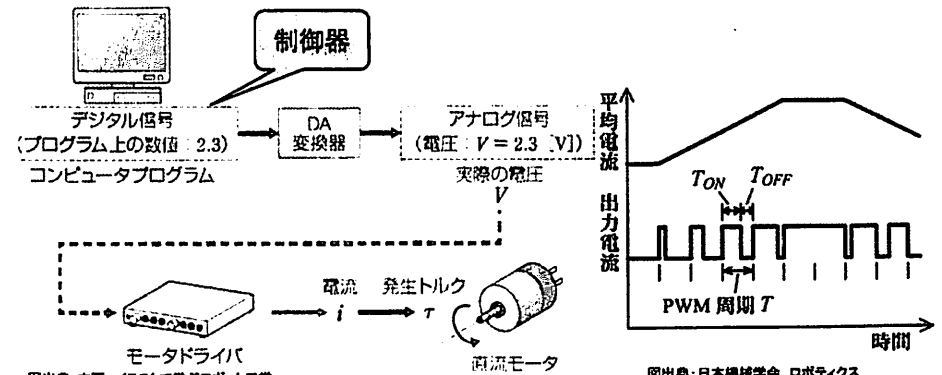 制御器
デジタル信号
(プログラム上の数値:2.3)
コンピュータプログラム
DA
変換器
アナログ信号
(電圧:V = 2.3 [V])
実際の電圧
V
モータドライバ
電流
i
発生トルク
τ
直流モータ
平均電流
出力電流
TON
TOFF
PWM 周期 T
時間
図出典:日本機械学会 ロボティクス